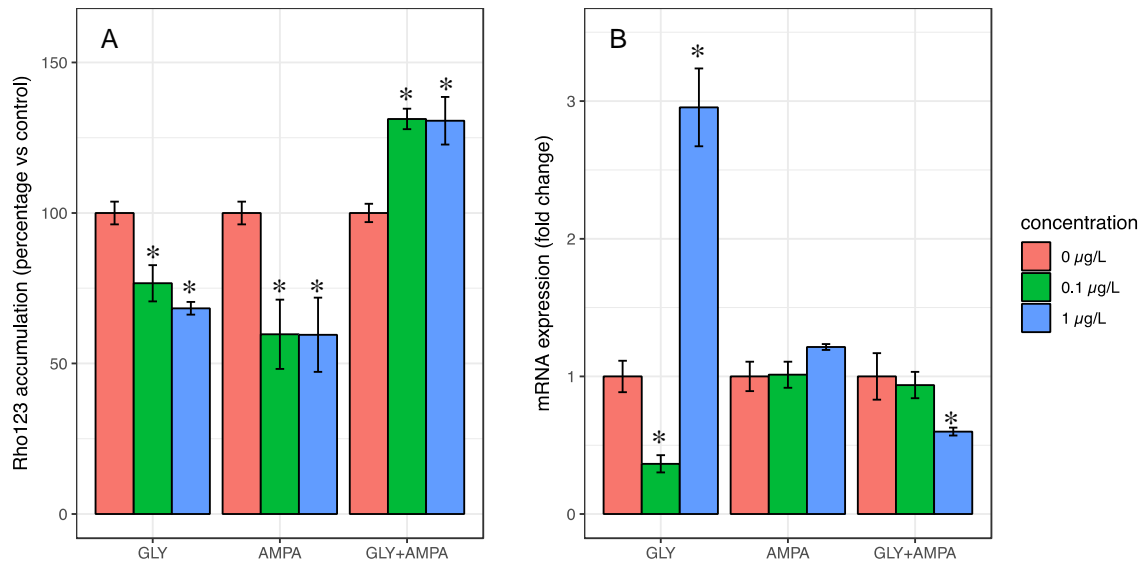 A
Rho123 accumulation (percentage vs control)
150
100
50
0
* * * * * *
GLY AMPA GLY+AMPA
B
mRNA expression (fold change)
3
2
1
0
* * *
GLY AMPA GLY+AMPA
concentration
0 µg/L
0.1 µg/L
1 µg/L